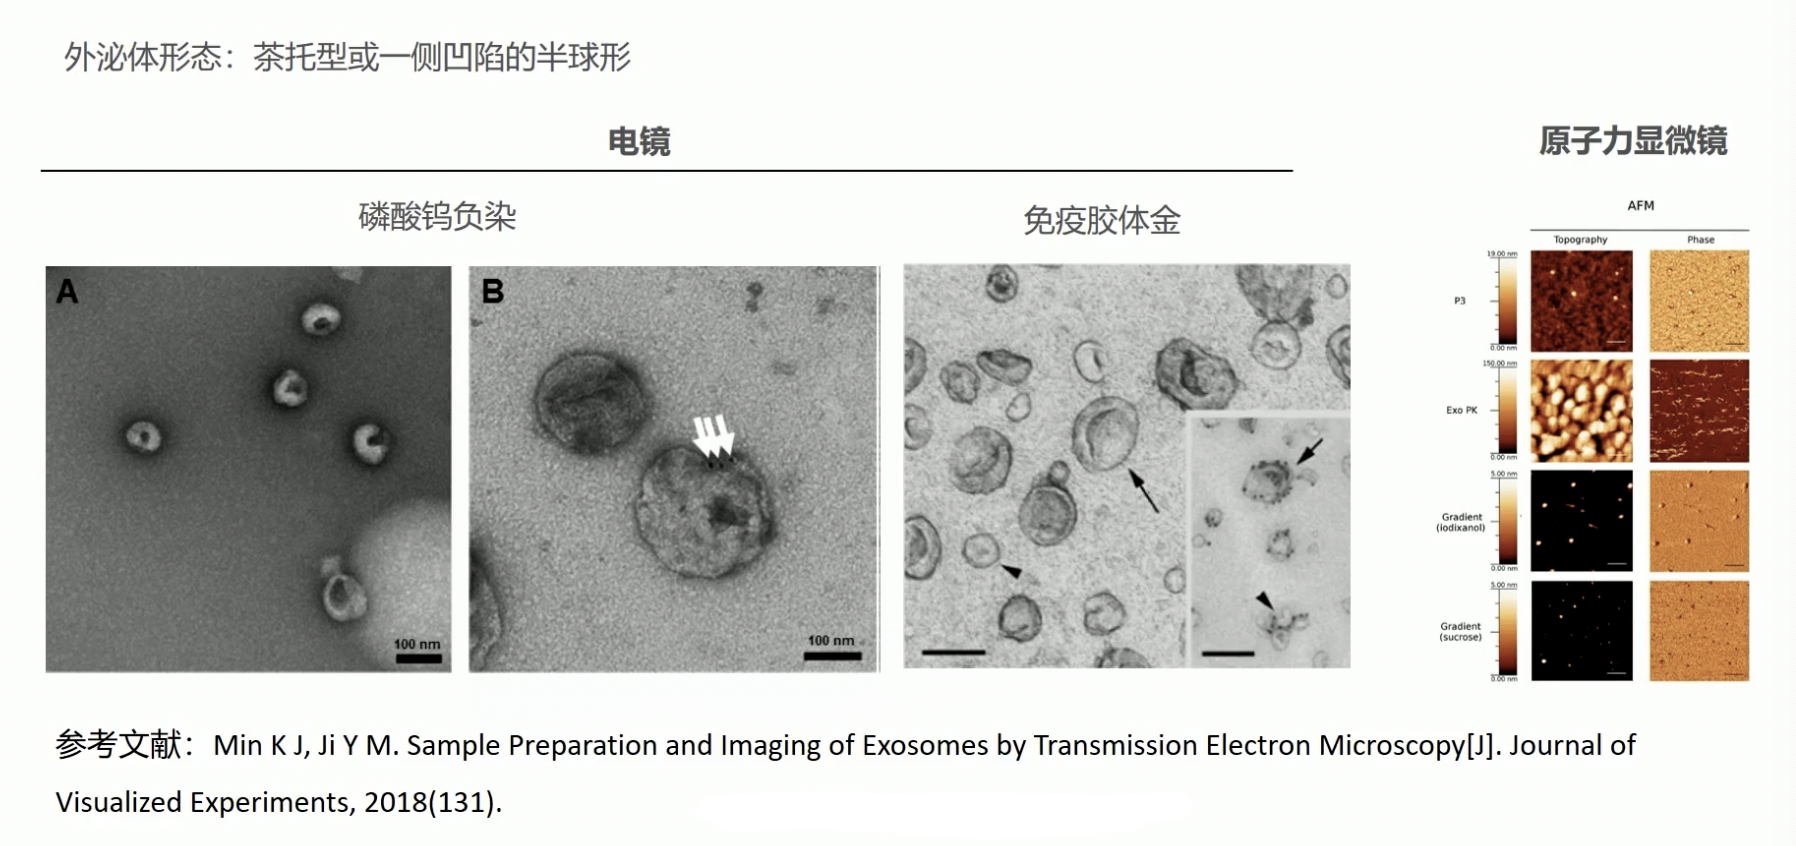 外泌体形态：茶托型或一侧凹陷的半球形
电镜
原子力显微镜
磷酸钨负染
免疫胶体金
A
100 nm
B
100 nm
AFM
Topography
Phase
19.00 nm
P3
0.00 nm
150.00 nm
Exo PK
0.00 nm
5.00 nm
Gradient
(iodixanol)
0.00 nm
5.00 nm
Gradient
(sucrose)
0.00 nm
参考文献：Min K J, Ji Y M. Sample Preparation and Imaging of Exosomes by Transmission Electron Microscopy[J]. Journal of
Visualized Experiments, 2018(131).